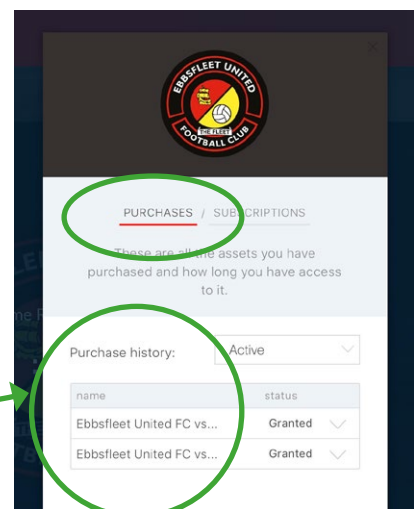 EBBSFLEET UNITED
THE FLEET
FOOTBALL CLUB
PURCHASES / SUBSCRIPTIONS
These are all the assets you have
purchased and how long you have access
to it.
Purchase history:
Active
name status
Ebbsfleet United FC vs... Granted
Ebbsfleet United FC vs... Granted